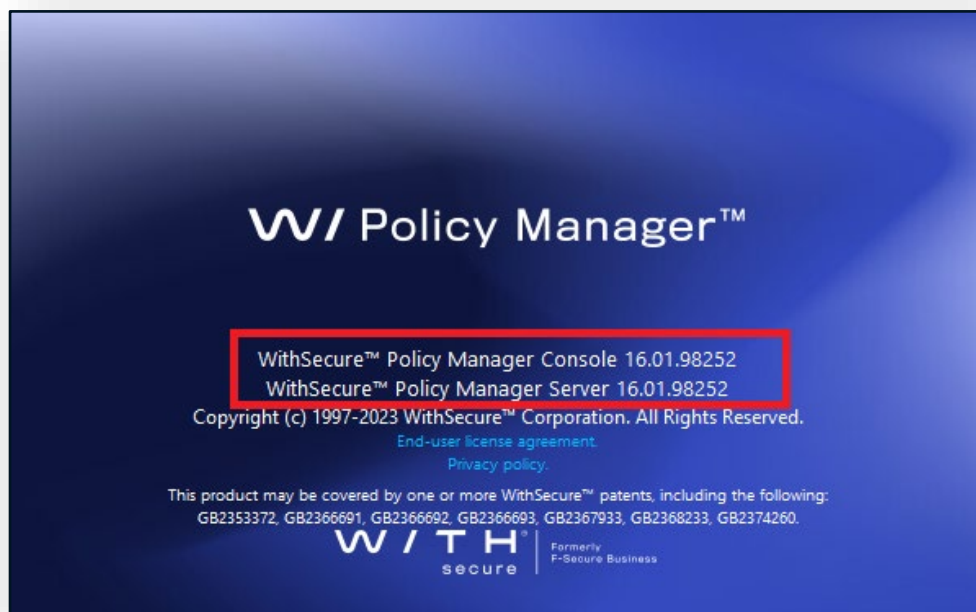 W/ Policy Manager™
WithSecure™ Policy Manager Console 16.01.98252
WithSecure™ Policy Manager Server 16.01.98252
Copyright (c) 1997-2023 WithSecure™ Corporation. All Rights Reserved.
End-user license agreement.
Privacy policy.
This product may be covered by one or more WithSecure™ patents, including the following:
GB2353372, GB2366691, GB2366692, GB2366693, GB2367933, GB2368233, GB2374260.
W / T H®
secure
Formerly
F-Secure Business